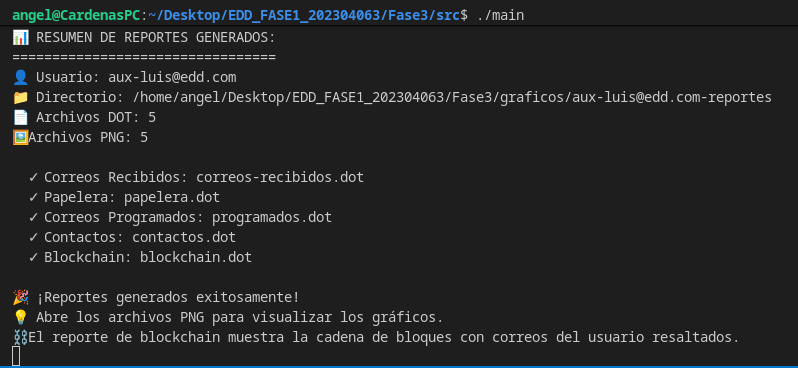 angel@CardenasPC:~/Desktop/EDD_FASE1_202304063/Fase3/src$ ./main
📊 RESUMEN DE REPORTES GENERADOS:
=================================
👤 Usuario: aux-luis@edd.com
📁 Directorio: /home/angel/Desktop/EDD_FASE1_202304063/Fase3/graficos/aux-luis@edd.com-reportes
📄 Archivos DOT: 5
🖼️Archivos PNG: 5
✓ Correos Recibidos: correos-recibidos.dot
✓ Papelera: papelera.dot
✓ Correos Programados: programados.dot
✓ Contactos: contactos.dot
✓ Blockchain: blockchain.dot
🎉 ¡Reportes generados exitosamente!
💡 Abre los archivos PNG para visualizar los gráficos.
⛓️El reporte de blockchain muestra la cadena de bloques con correos del usuario resaltados.